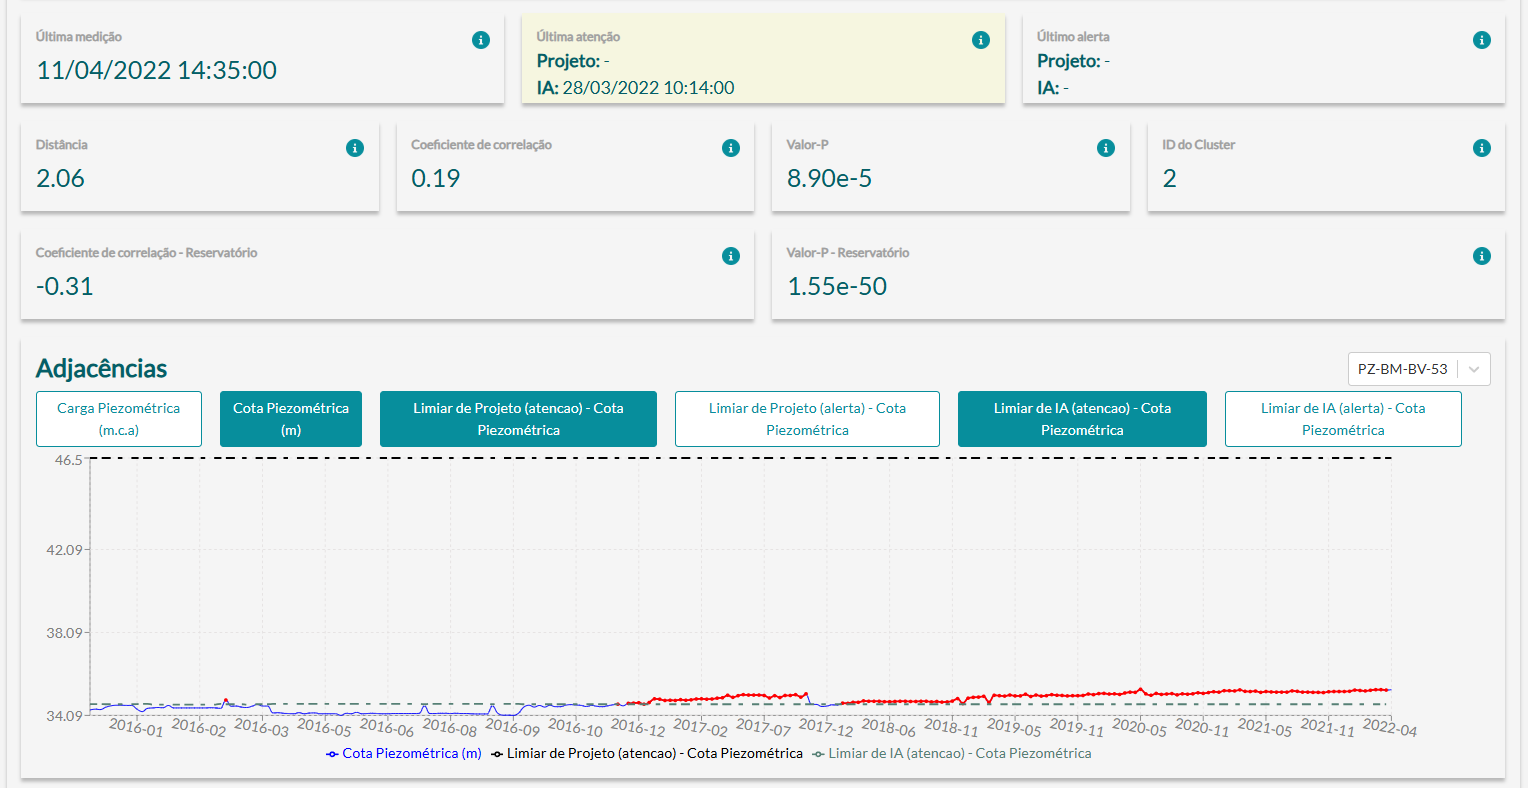 Última medição
11/04/2022 14:35:00
Última atenção
Projeto: -
IA: 28/03/2022 10:14:00
Último alerta
Projeto: -
IA: -
Distância
2.06
Coeficiente de correlação
0.19
Valor-P
8.90e-5
ID do Cluster
2
Coeficiente de correlação - Reservatório
-0.31
Valor-P - Reservatório
1.55e-50
Adjacências
PZ-BM-BV-53
Carga Piezométrica
(m.c.a)
Cota Piezométrica
(m)
Limiar de Projeto (atencao) - Cota
Piezométrica
Limiar de Projeto (alerta) - Cota
Piezométrica
Limiar de IA (atencao) - Cota
Piezométrica
Limiar de IA (alerta) - Cota
Piezométrica
46.5
42.09
38.09
34.09
2016-01 2016-02 2016-03 2016-05 2016-06 2016-08 2016-09 2016-10 2016-12 2017-02 2017-07 2017-12 2018-06 2018-11 2019-05 2019-11 2020-05 2020-11 2021-05 2021-11 2022-04
Cota Piezométrica (m) Limiar de Projeto (atencao) - Cota Piezométrica Limiar de IA (atencao) - Cota Piezométrica